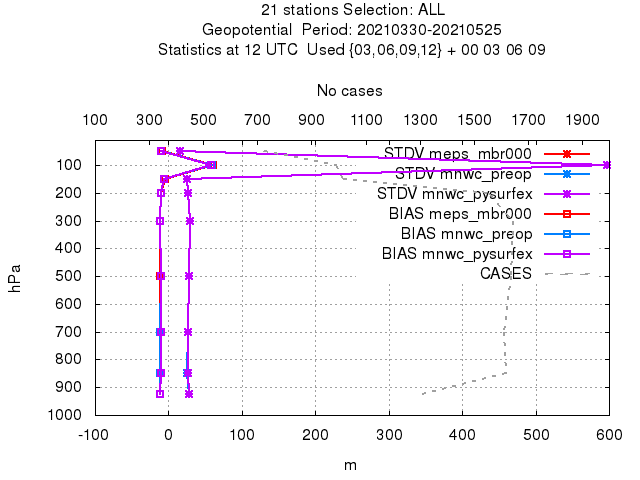 21 stations Selection: ALL
Geopotential  Period: 20210330-20210525
Statistics at 12 UTC  Used {03,06,09,12} + 00 03 06 09
No cases
100 300 500 700 900 1100 1300 1500 1700 1900
STDV meps_mbr000
STDV mnwc_preop
STDV mnwc_pysurfex
BIAS meps_mbr000
BIAS mnwc_preop
BIAS mnwc_pysurfex
CASES
hPa
100
200
300
400
500
600
700
800
900
1000
-100 0 100 200 300 400 500 600
m